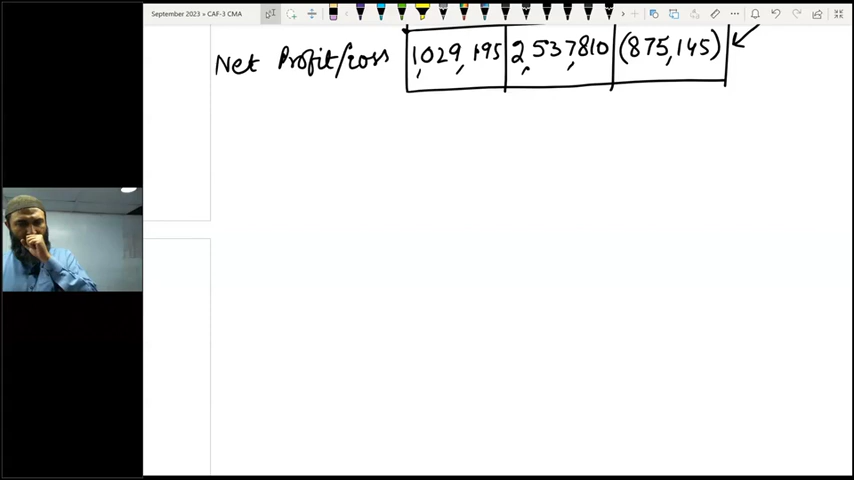 September 2023 » CAF-3 CMA
Net Profit/loss 1,029,195 2,537,810 (875,145)